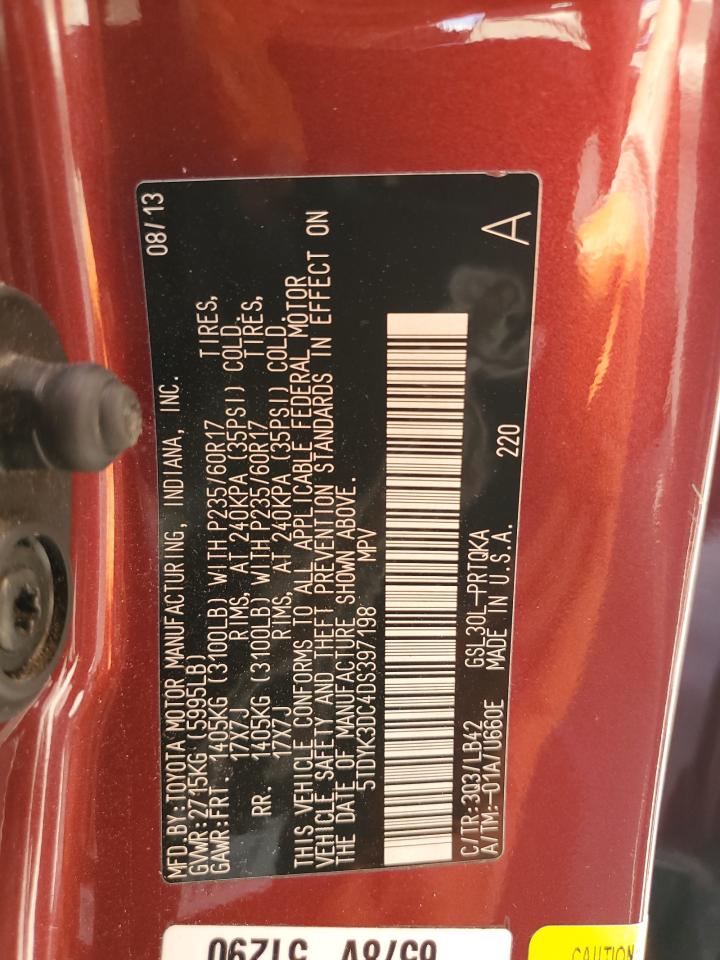 MFD.BY:TOYOTA MOTOR MANUFACTURING, INDIANA, INC. 08/13
GVWR:2715KG (5995LB)
GAWR:FRT. 1405KG (3100LB) WITH P235/60R17 TIRES,
17X7J RIMS, AT 240KPA (35PSI) COLD.
RR. 1405KG (3100LB) WITH P235/60R17 TIRES,
17X7J RIMS, AT 240KPA (35PSI) COLD.
THIS VEHICLE CONFORMS TO ALL APPLICABLE FEDERAL MOTOR
VEHICLE SAFETY AND THEFT PREVENTION STANDARDS IN EFFECT ON
THE DATE OF MANUFACTURE SHOWN ABOVE.
5TDYK3DC4DS397198 MPV
C/TR:3Q3/LB42 GSL30L-PRTQKA
A/TM:-01A/U660E MADE IN U.S.A. 220 A
CAUTION